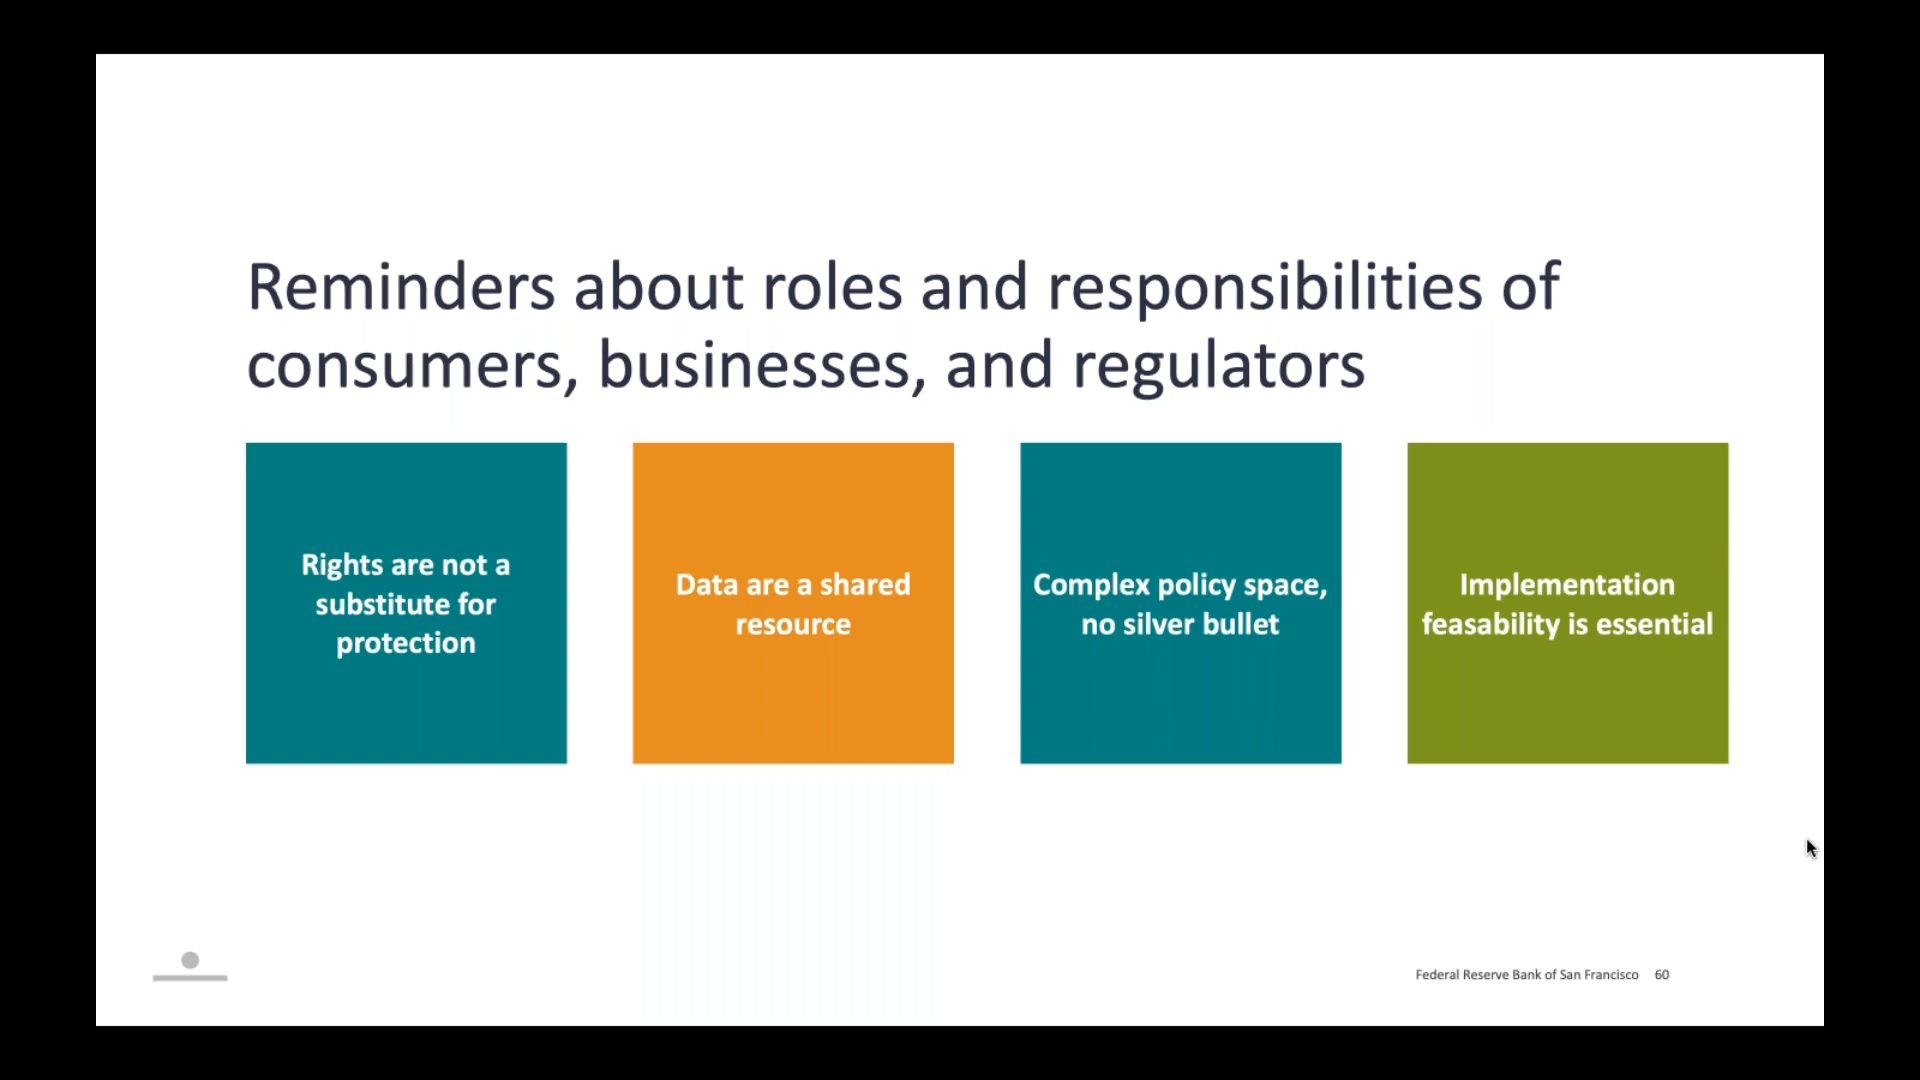 Reminders about roles and responsibilities of
consumers, businesses, and regulators
Rights are not a
substitute for
protection
Data are a shared
resource
Complex policy space,
no silver bullet
Implementation
feasability is essential
Federal Reserve Bank of San Francisco 60